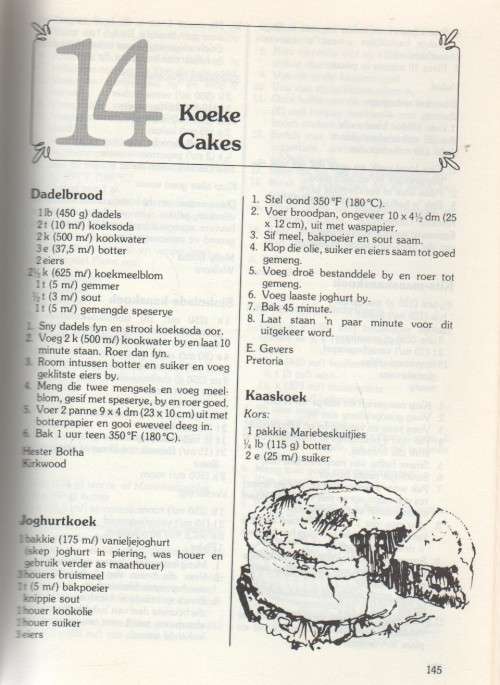 14
Koeke
Cakes
Dadelbrood
1 lb (450 g) dadels
2 t (10 ml) koeksoda
2 k (500 ml) kookwater
3 e (37,5 ml) botter
2 eiers
2½ k (625 ml) koekmeelblom
1 t (5 ml) gemmer
½ t (3 ml) sout
1 t (5 ml) gemengde speserye
1. Sny dadels fyn en strooi koeksoda oor.
2. Voeg 2 k (500 ml) kookwater by en laat 10
minute staan. Roer dan fyn.
3. Room intussen botter en suiker en voeg
geklitste eiers by.
4. Meng die twee mengsels en voeg meel-
blom, gesif met speserye, by en roer goed.
5. Voer 2 panne 9 x 4 dm (23 x 10 cm) uit met
botterpapier en gooi eweveel deeg in.
6. Bak 1 uur teen 350 °F (180 °C).
Hester Botha
Kirkwood
Joghurtkoek
1 bakkie (175 ml) vanieljejoghurt
(skep joghurt in piering, was houer en
gebruik verder as maathouer)
3 houers bruismeel
1 t (5 ml) bakpoeier
knippie sout
1 houer kookolie
2 houer suiker
3 eiers
1. Stel oond 350 °F (180 °C).
2. Voer broodpan, ongeveer 10 x 4½ dm (25
x 12 cm), uit met waspapier.
3. Sif meel, bakpoeier en sout saam.
4. Klop die olie, suiker en eiers saam tot goed
gemeng.
5. Voeg droë bestanddele by en roer tot
gemeng.
6. Voeg laaste joghurt by.
7. Bak 45 minute.
8. Laat staan 'n paar minute voor dit
uitgekeer word.
E. Gevers
Pretoria
Kaaskoek
Kors:
1 pakkie Mariebeskuitjies
¼ lb (115 g) botter
2 e (25 ml) suiker
145